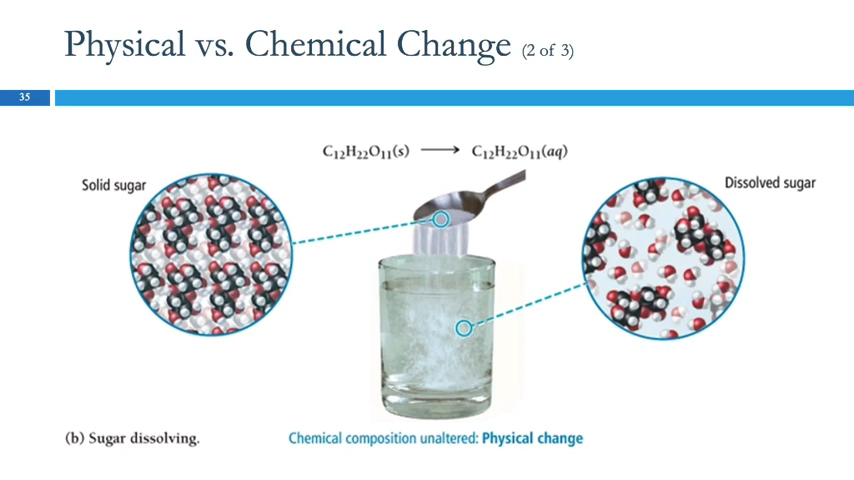 Physical vs. Chemical Change (2 of 3)
35
C₁₂H₂₂O₁₁(s) ⟶ C₁₂H₂₂O₁₁(aq)
Solid sugar
Dissolved sugar
(b) Sugar dissolving.
Chemical composition unaltered: Physical change